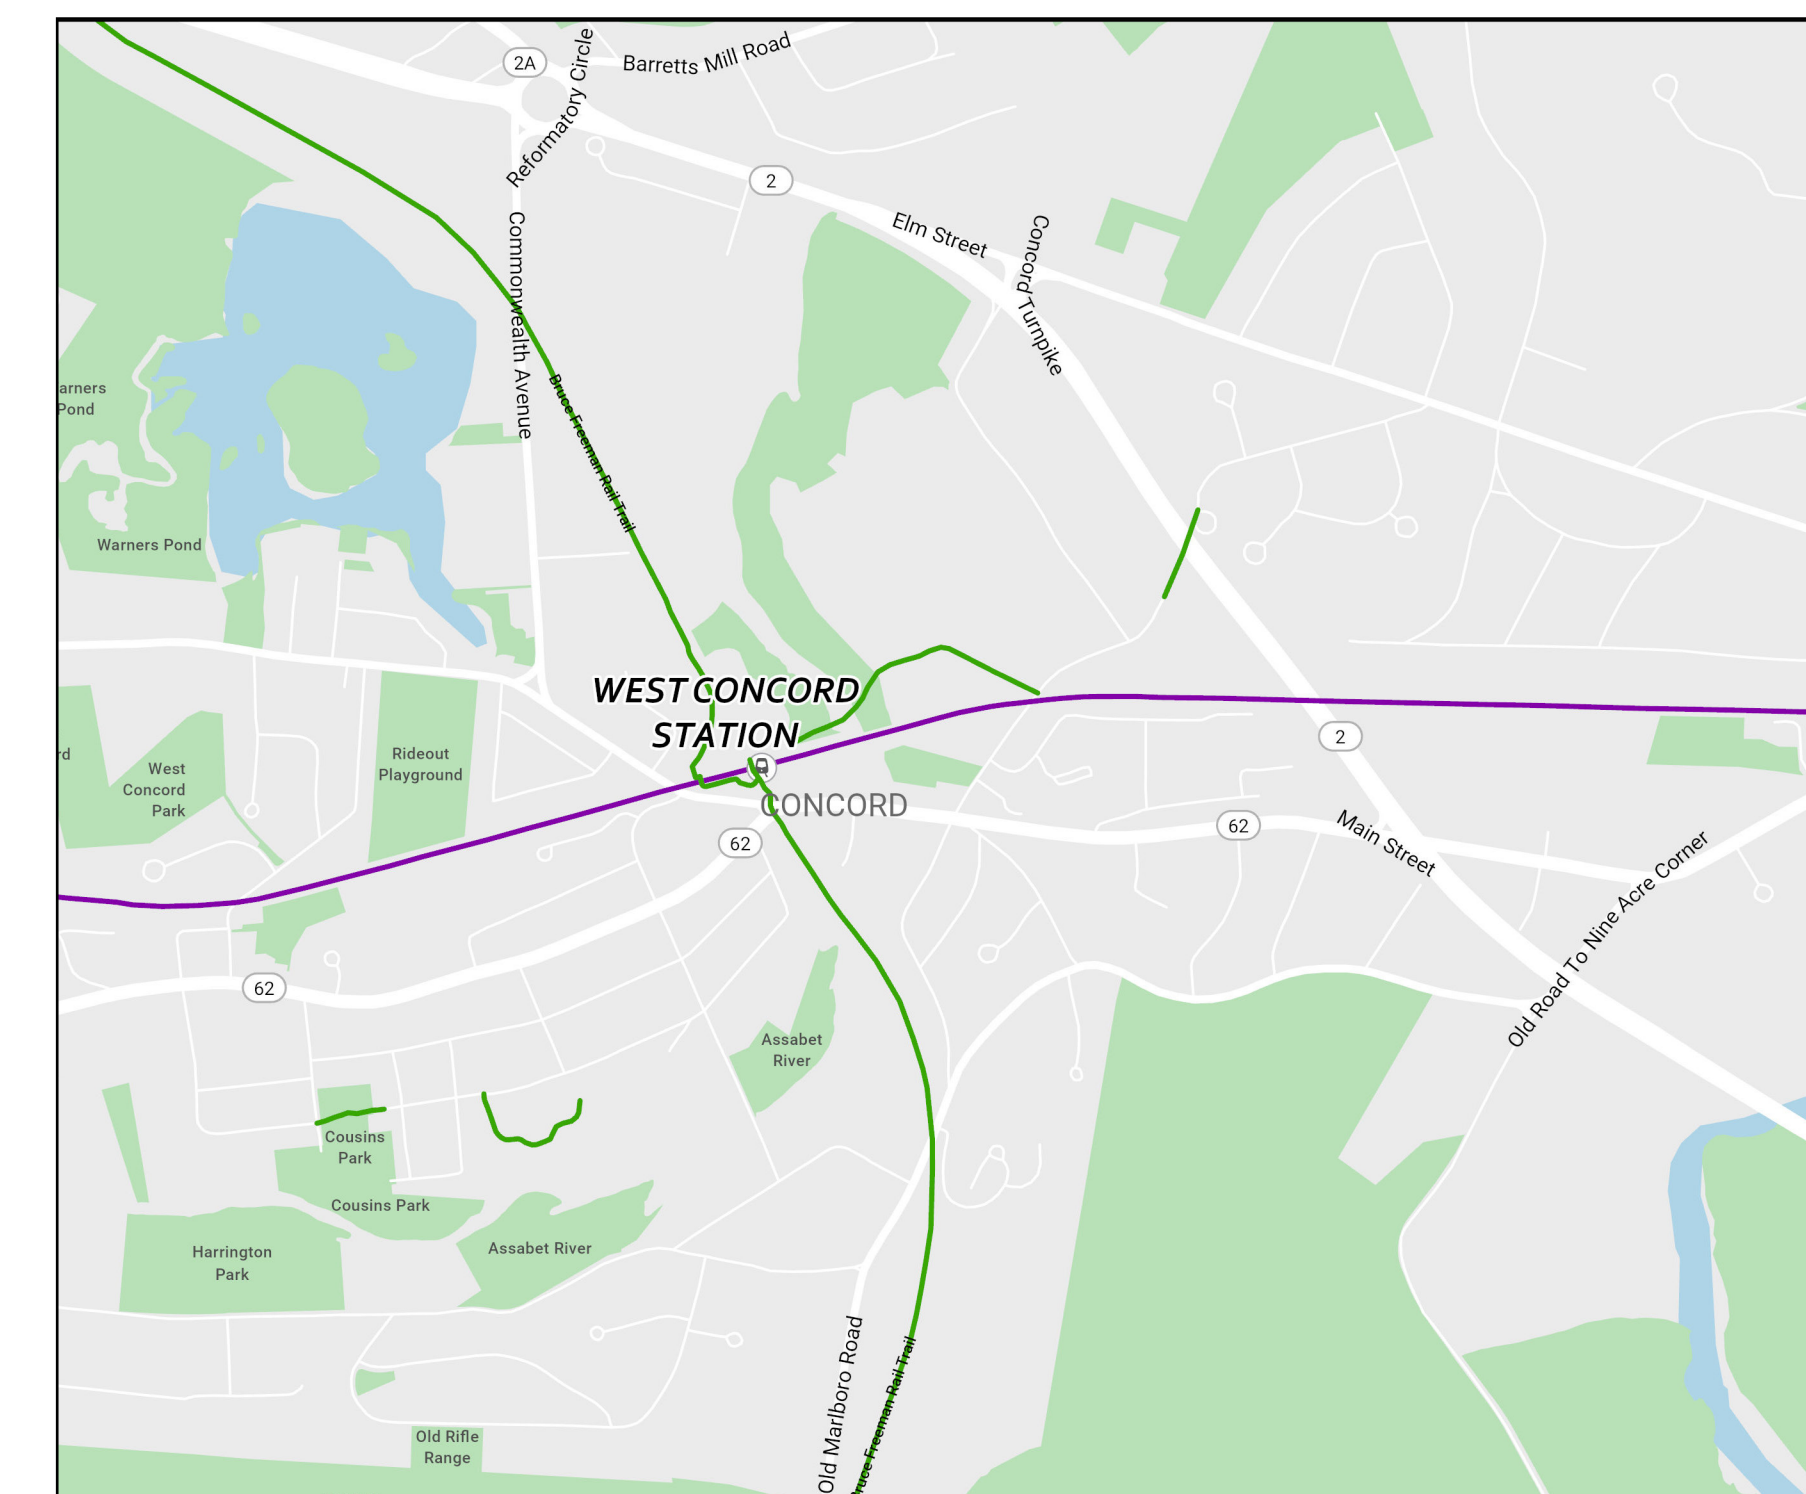 2A
Reformatory Circle
Barretts Mill Road
2
Elm Street
Concord Turnpike
Commonwealth Avenue
Bruce Freeman Rail Trail
arners
Pond
Warners Pond
WEST CONCORD
STATION
rd
West
Concord
Park
Rideout
Playground
2
CONCORD
62
62
Main Street
Old Road To Nine Acre Corner
62
Assabet
River
Cousins
Park
Cousins Park
Harrington
Park
Assabet River
Old Marlboro Road
Bruce Freeman Rail Trail
Old Rifle
Range